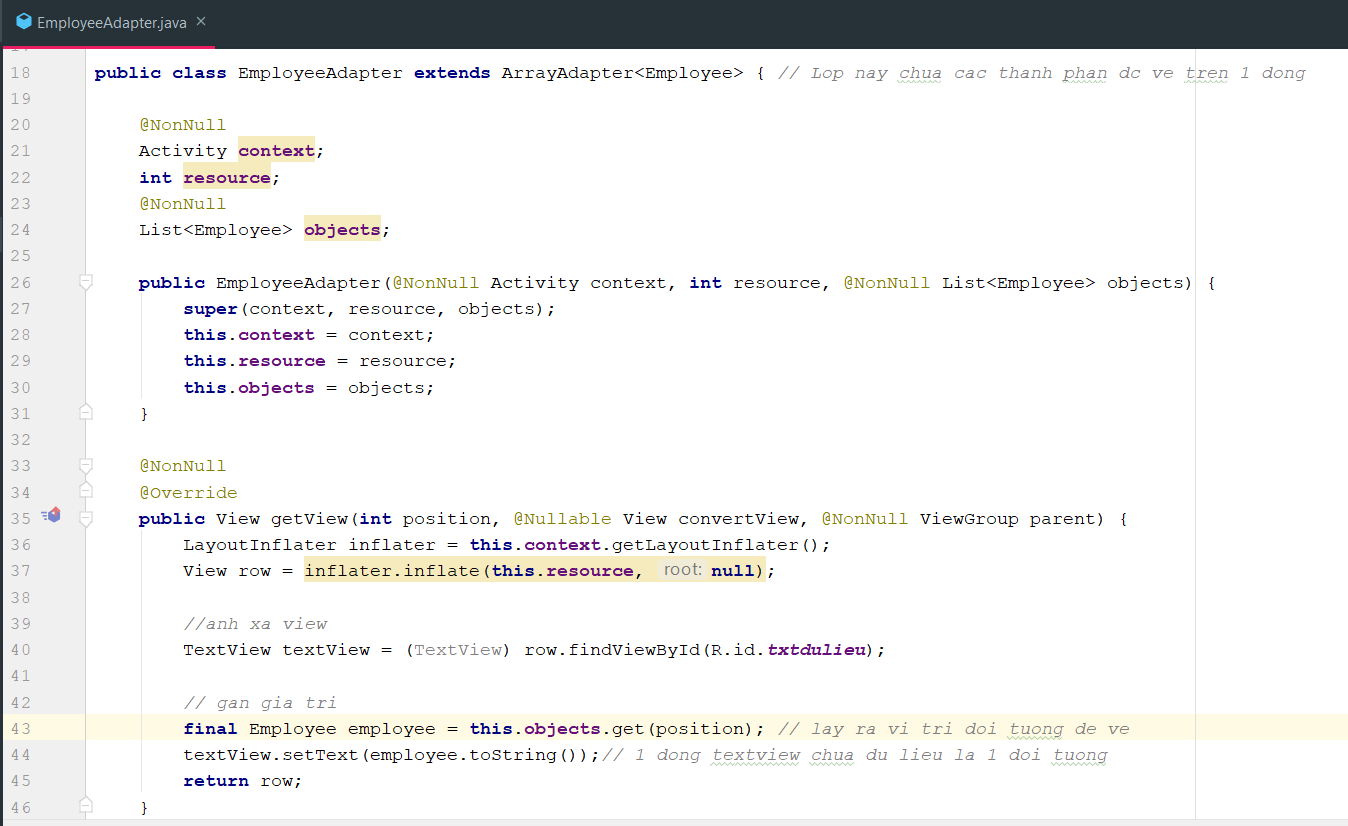 EmployeeAdapter.java ×
18 public class EmployeeAdapter extends ArrayAdapter<Employee> { // Lop nay chua cac thanh phan dc ve tren 1 dong
19
20 @NonNull
21 Activity context;
22 int resource;
23 @NonNull
24 List<Employee> objects;
25
26 public EmployeeAdapter(@NonNull Activity context, int resource, @NonNull List<Employee> objects) {
27 super(context, resource, objects);
28 this.context = context;
29 this.resource = resource;
30 this.objects = objects;
31 }
32
33 @NonNull
34 @Override
35 public View getView(int position, @Nullable View convertView, @NonNull ViewGroup parent) {
36 LayoutInflater inflater = this.context.getLayoutInflater();
37 View row = inflater.inflate(this.resource, root: null);
38
39 //anh xa view
40 TextView textView = (TextView) row.findViewById(R.id.txtdulieu);
41
42 // gan gia tri
43 final Employee employee = this.objects.get(position); // lay ra vi tri doi tuong de ve
44 textView.setText(employee.toString());// 1 dong textview chua du lieu la 1 doi tuong
45 return row;
46 }